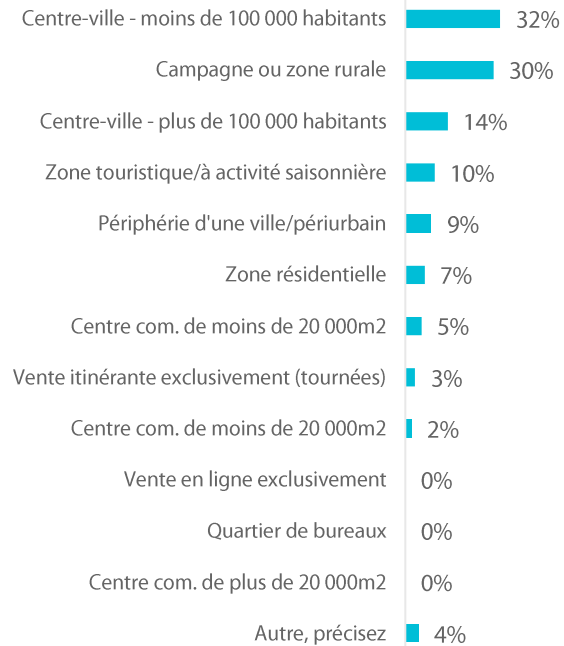 Centre-ville - moins de 100 000 habitants 32%
Campagne ou zone rurale 30%
Centre-ville - plus de 100 000 habitants 14%
Zone touristique/à activité saisonnière 10%
Périphérie d'une ville/périurbain 9%
Zone résidentielle 7%
Centre com. de moins de 20 000m2 5%
Vente itinérante exclusivement (tournées) 3%
Centre com. de moins de 20 000m2 2%
Vente en ligne exclusivement 0%
Quartier de bureaux 0%
Centre com. de plus de 20 000m2 0%
Autre, précisez 4%